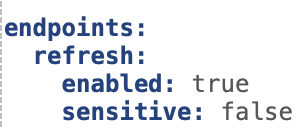 endpoints:
  refresh:
    enabled: true
    sensitive: false